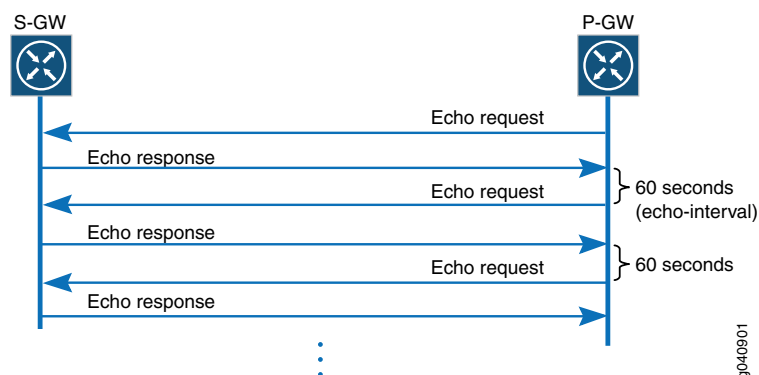 S-GW
P-GW
Echo request
Echo response
Echo request
60 seconds
(echo-interval)
Echo response
Echo request
60 seconds
Echo response
g040901